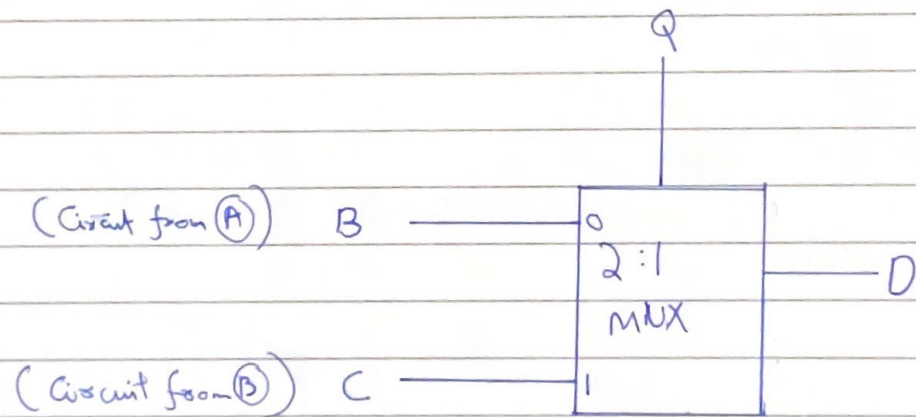 Q
(Circuit from Ⓐ) B 0
2:1
MUX
D
(Circuit from Ⓑ) C 1